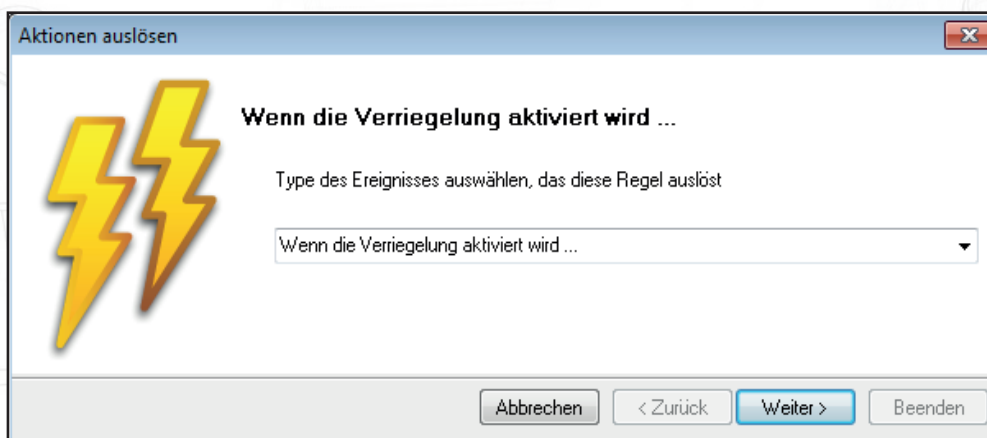 Aktionen auslösen
Wenn die Verriegelung aktiviert wird ...
Type des Ereignisses auswählen, das diese Regel auslöst
Wenn die Verriegelung aktiviert wird ...
Abbrechen < Zurück Weiter > Beenden